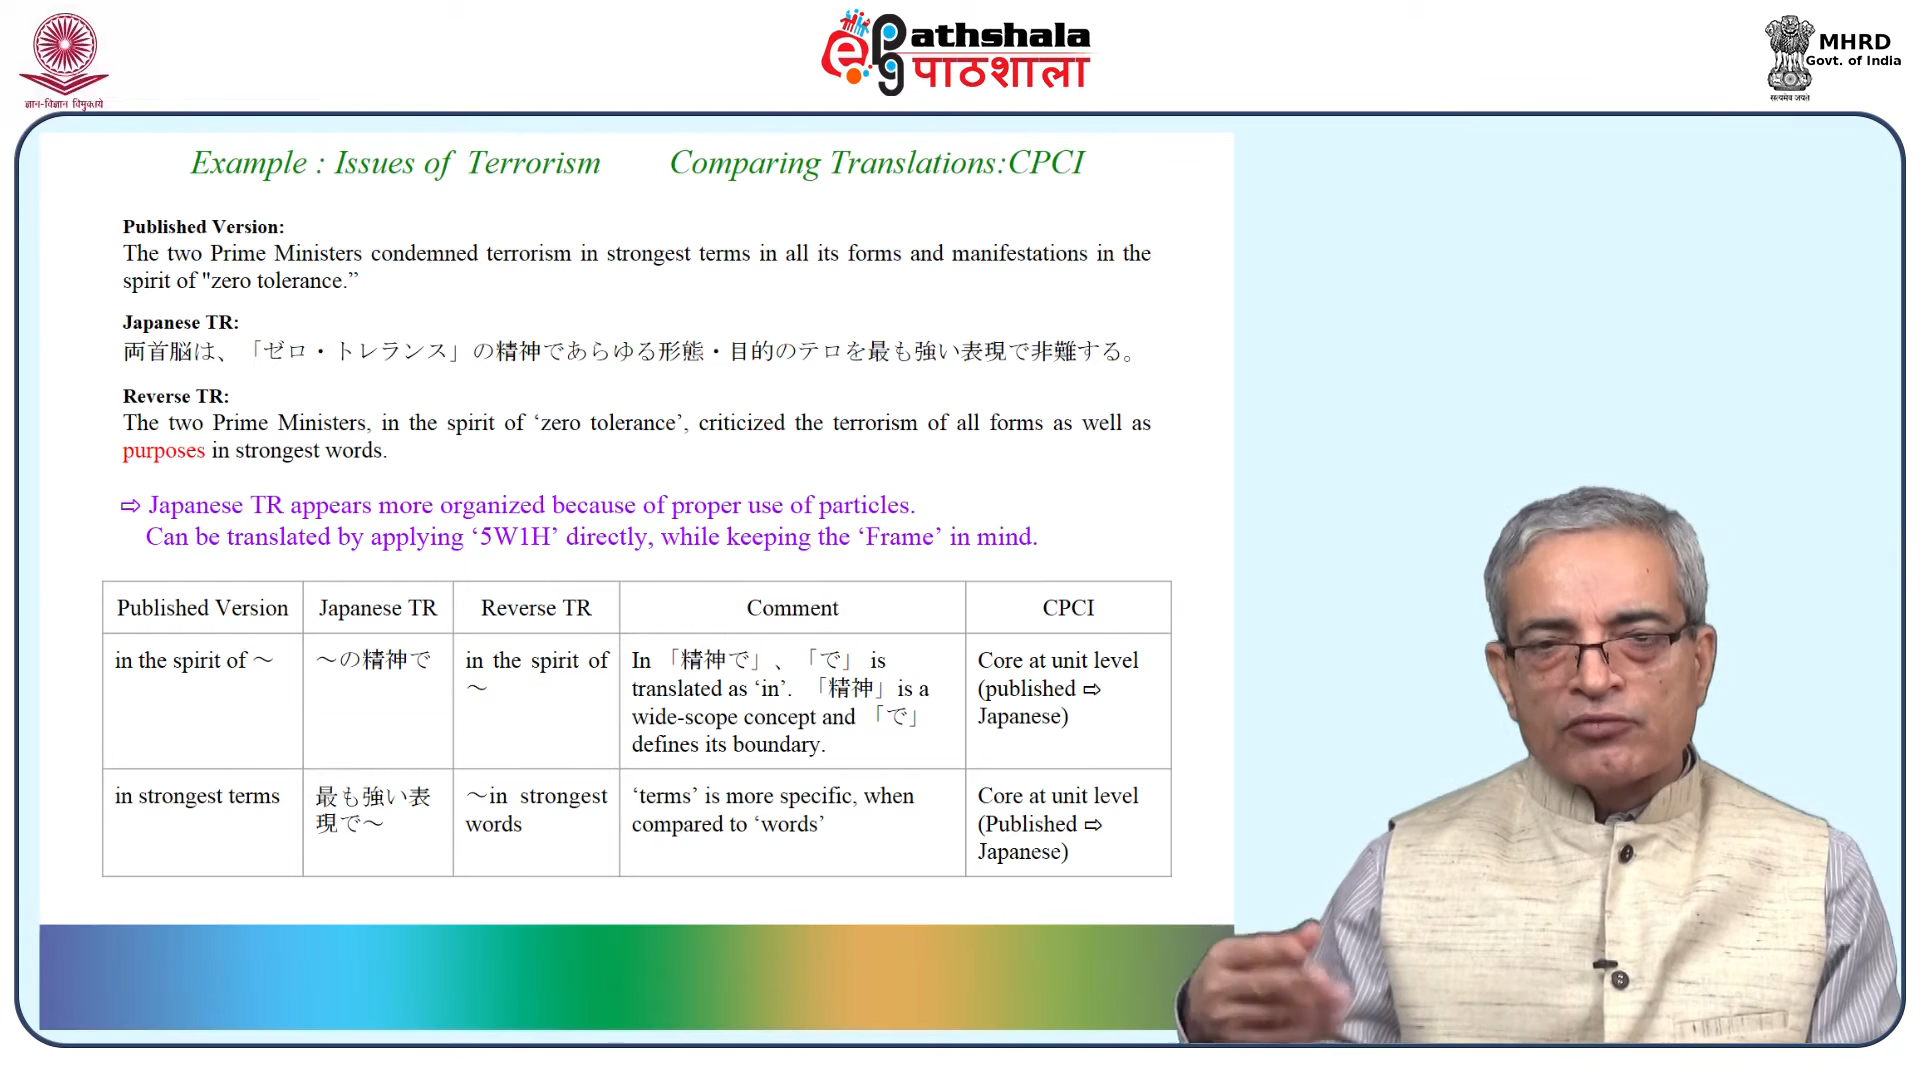 ज्ञान-विज्ञान विमुक्तये
ePathshala
पाठशाला
MHRD
Govt. of India
सत्यमेव जयते
Example : Issues of Terrorism Comparing Translations:CPCI
Published Version:
The two Prime Ministers condemned terrorism in strongest terms in all its forms and manifestations in the
spirit of "zero tolerance.”
Japanese TR:
両首脳は、「ゼロ・トレランス」の精神であらゆる形態・目的のテロを最も強い表現で非難する。
Reverse TR:
The two Prime Ministers, in the spirit of ‘zero tolerance’, criticized the terrorism of all forms as well as
purposes in strongest words.
⇨ Japanese TR appears more organized because of proper use of particles.
Can be translated by applying ‘5W1H’ directly, while keeping the ‘Frame’ in mind.
Published Version Japanese TR Reverse TR Comment CPCI
in the spirit of ～
～の精神で
in the spirit of
～
In 「精神で」、「で」 is
translated as ‘in’. 「精神」 is a
wide-scope concept and 「で」
defines its boundary.
Core at unit level
(published ⇨
Japanese)
in strongest terms
最も強い表
現で～
～in strongest
words
‘terms’ is more specific, when
compared to ‘words’
Core at unit level
(Published ⇨
Japanese)